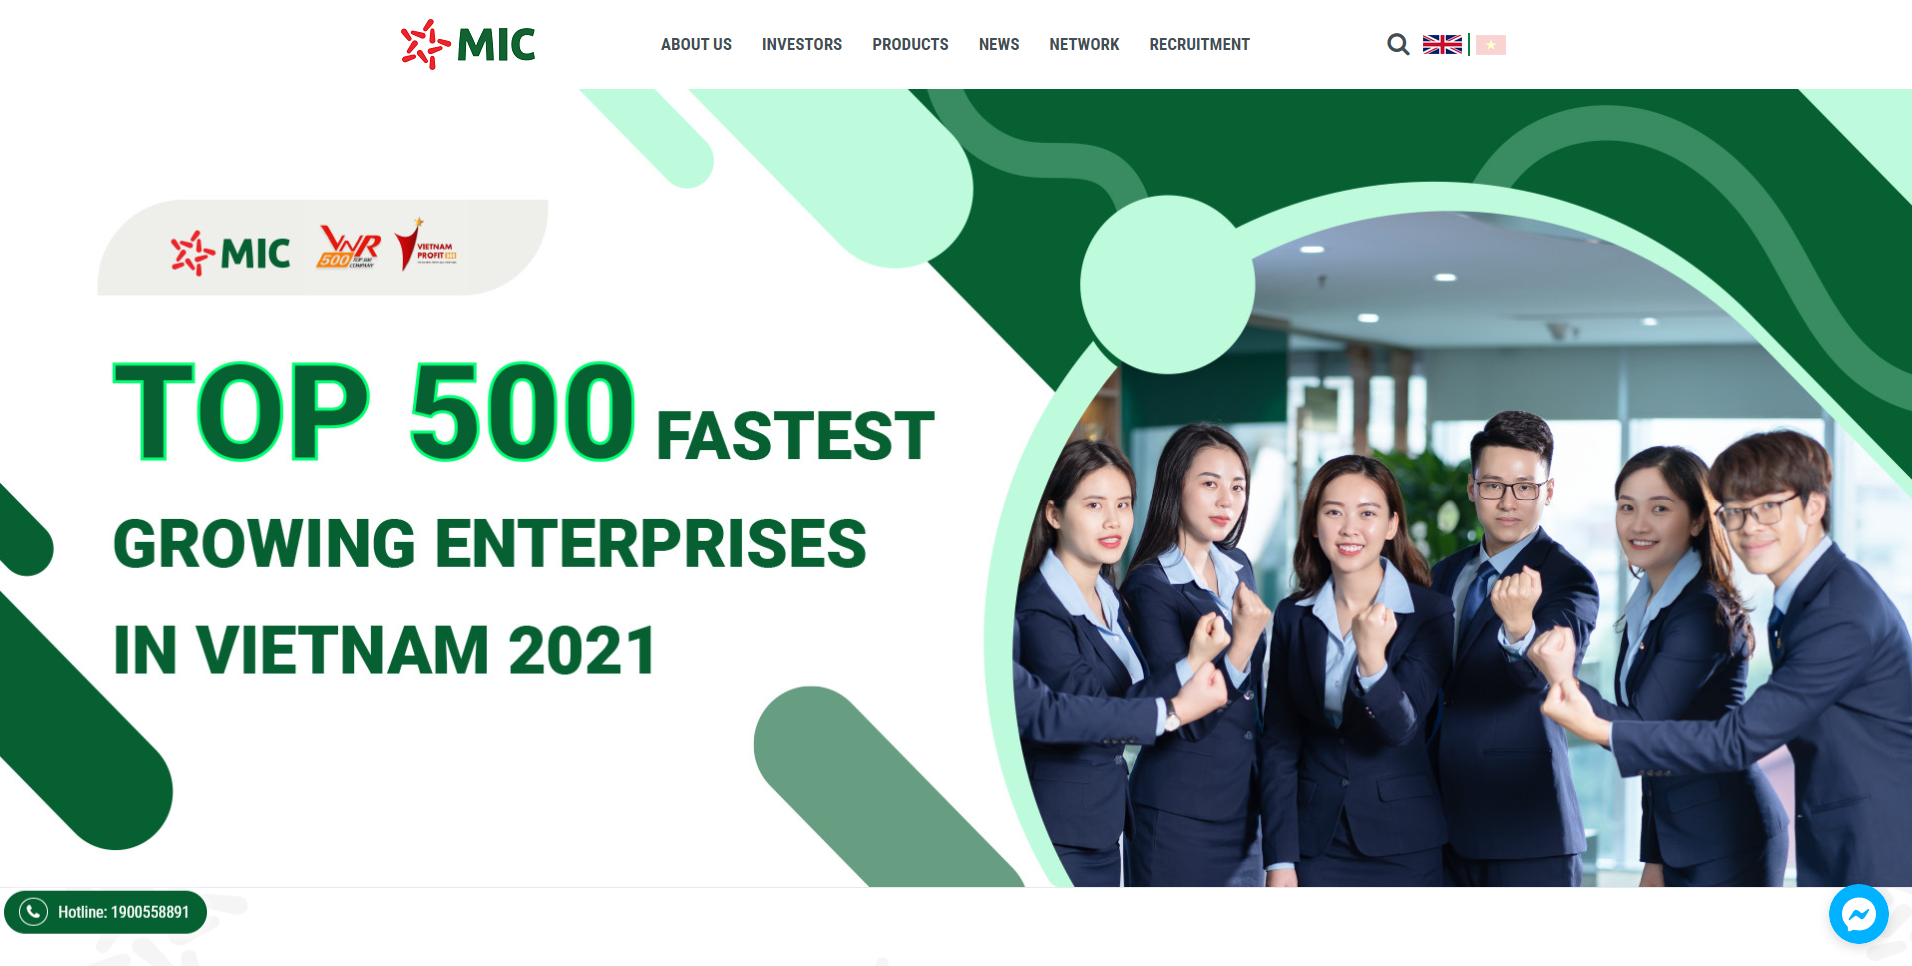 MIC
ABOUT US INVESTORS PRODUCTS NEWS NETWORK RECRUITMENT
MIC
VNR
500
COMPANY
VIETNAM
PROFIT
TOP 500 FASTEST
GROWING ENTERPRISES
IN VIETNAM 2021
Hotline: 1900558891